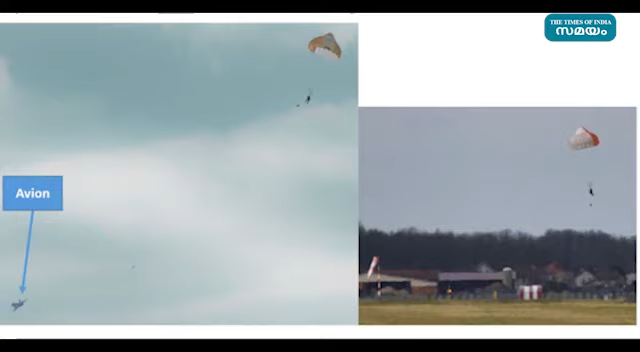 THE TIMES OF INDIA
സമയം
Avion